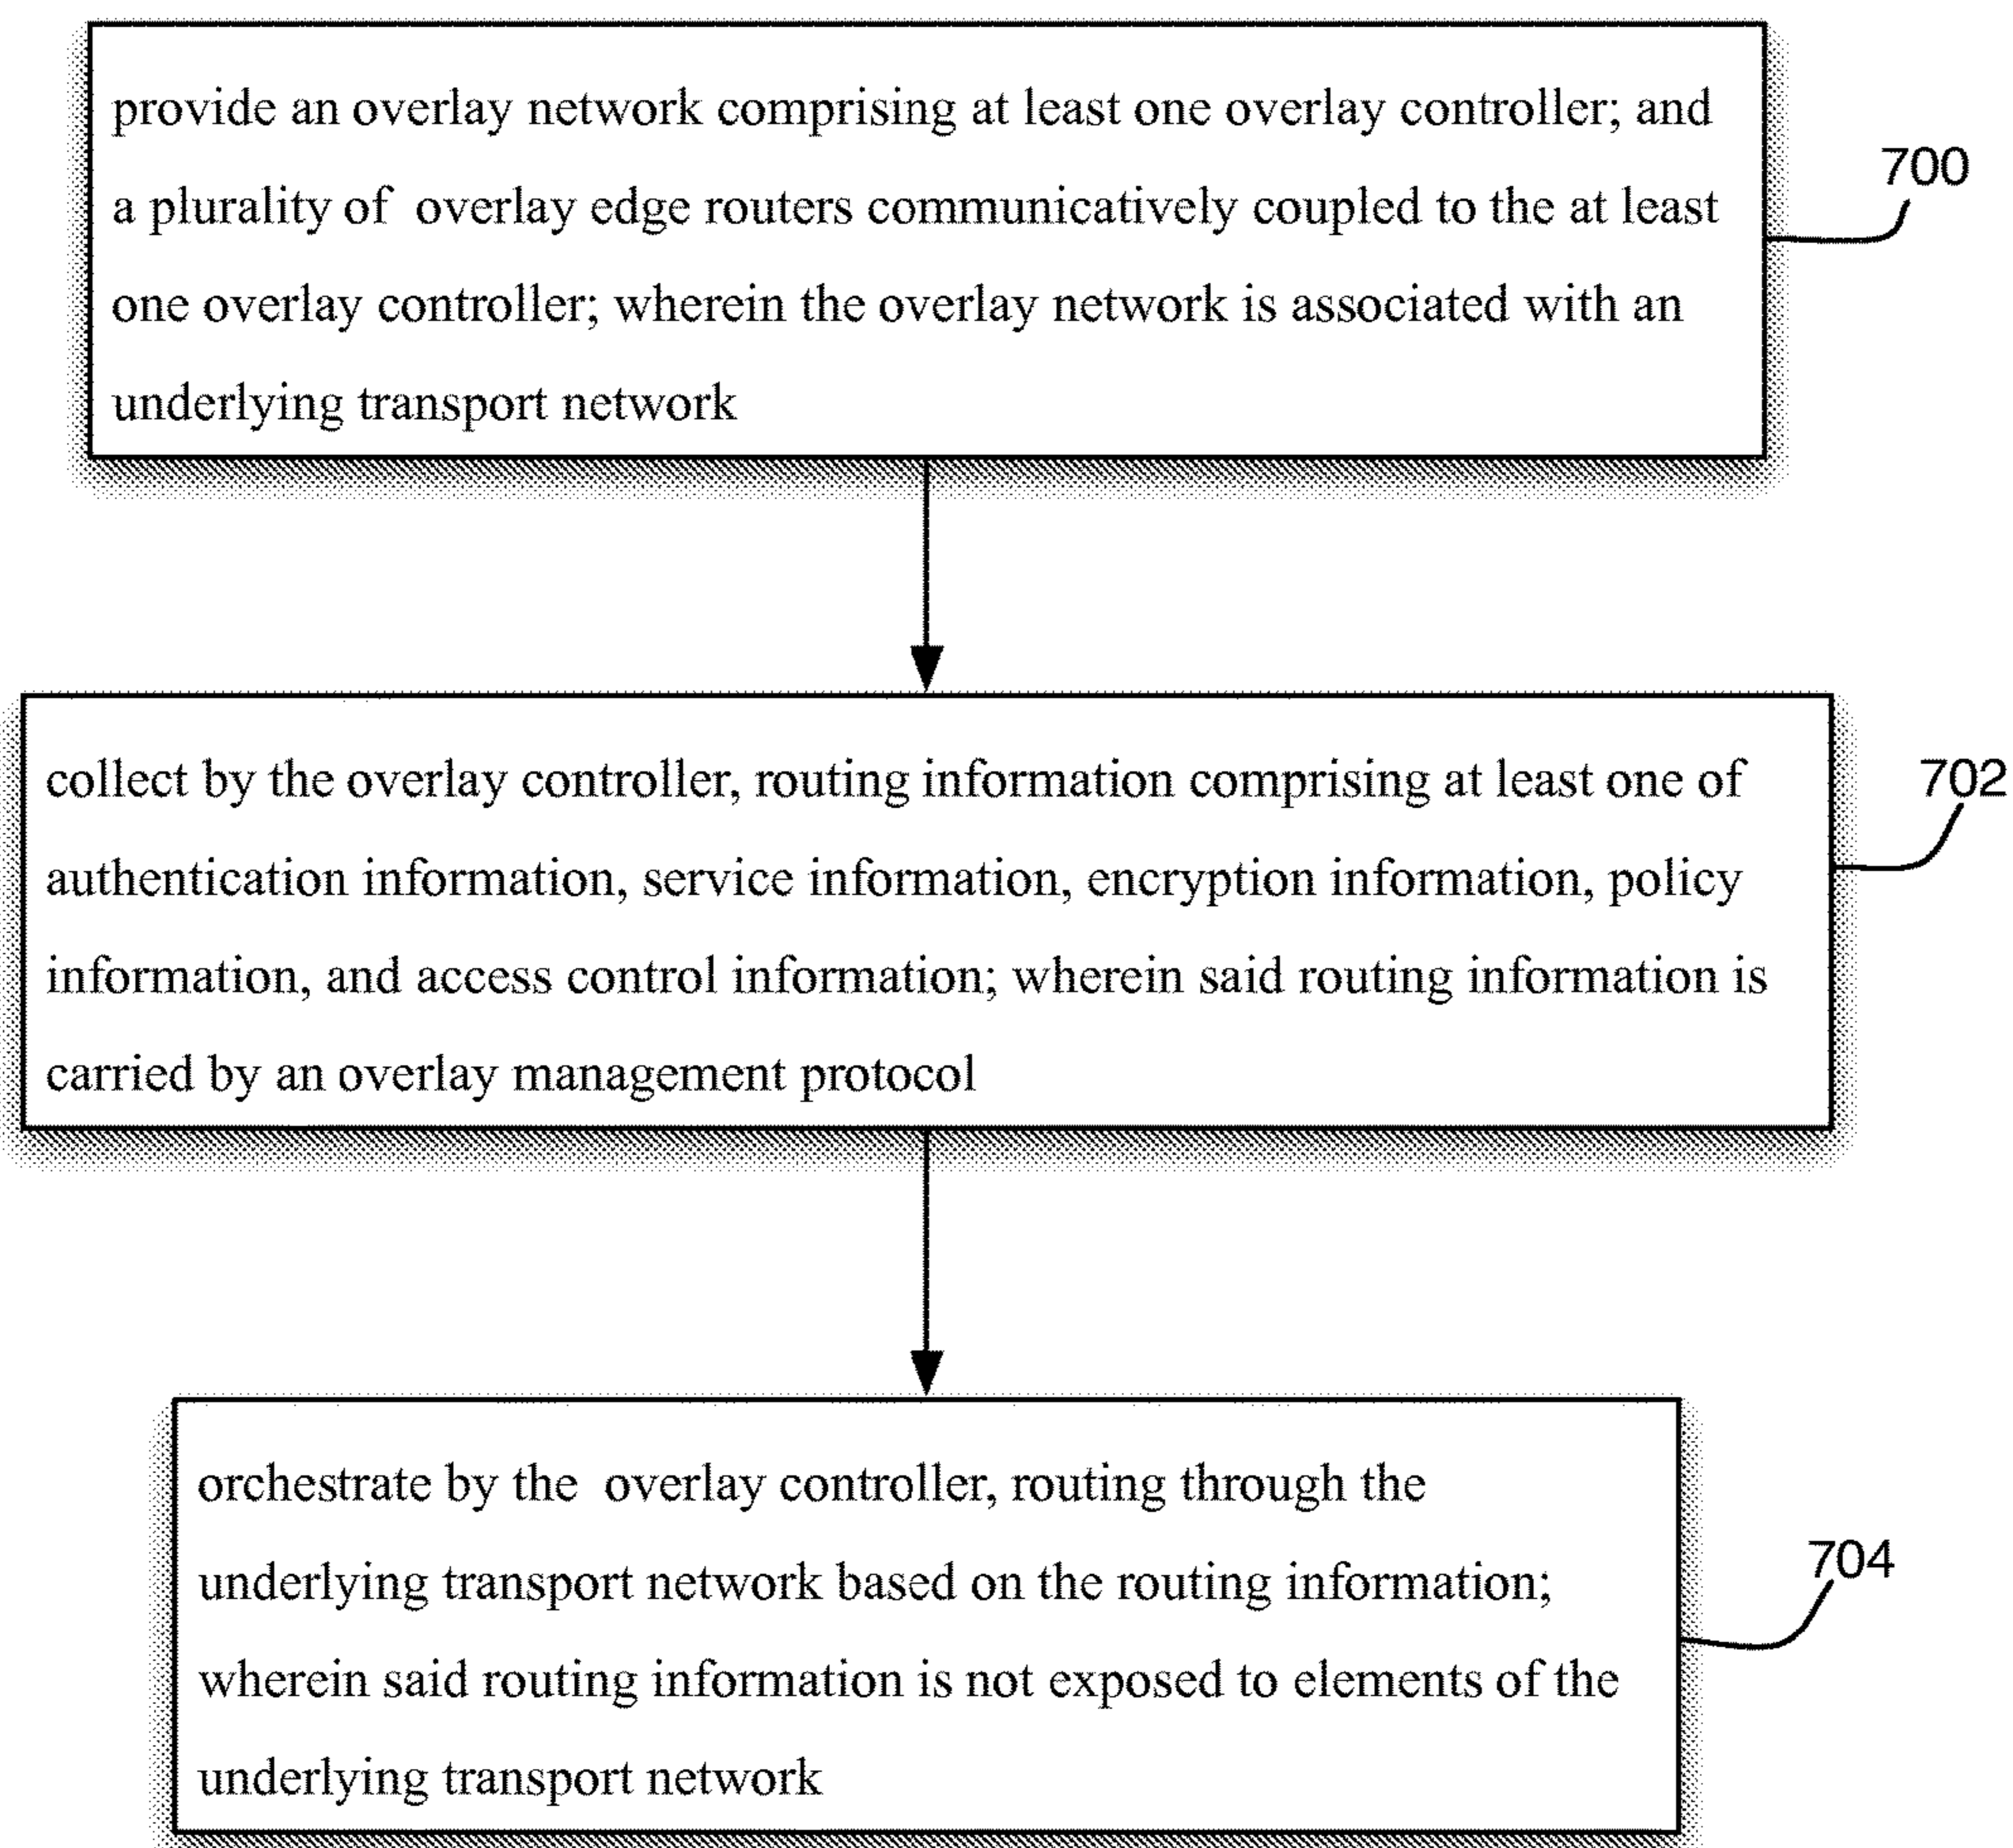 provide an overlay network comprising at least one overlay controller; and
a plurality of overlay edge routers communicatively coupled to the at least
one overlay controller; wherein the overlay network is associated with an
underlying transport network
700
collect by the overlay controller, routing information comprising at least one of
authentication information, service information, encryption information, policy
information, and access control information; wherein said routing information is
carried by an overlay management protocol
702
orchestrate by the overlay controller, routing through the
underlying transport network based on the routing information;
wherein said routing information is not exposed to elements of the
underlying transport network
704